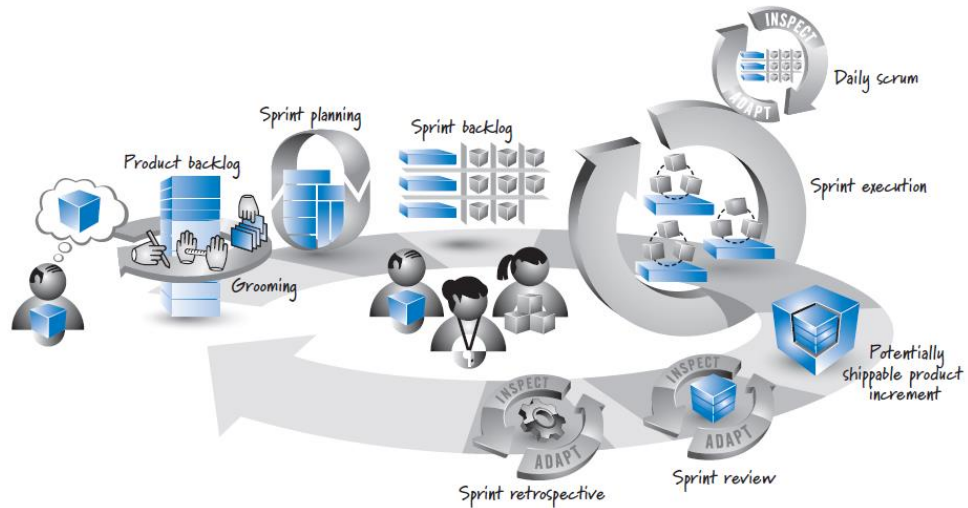 INSPECT
ADAPT
Daily scrum
Sprint planning
Sprint backlog
Product backlog
Sprint execution
Grooming
Potentially
shippable product
increment
INSPECT
ADAPT
Sprint review
INSPECT
ADAPT
Sprint retrospective